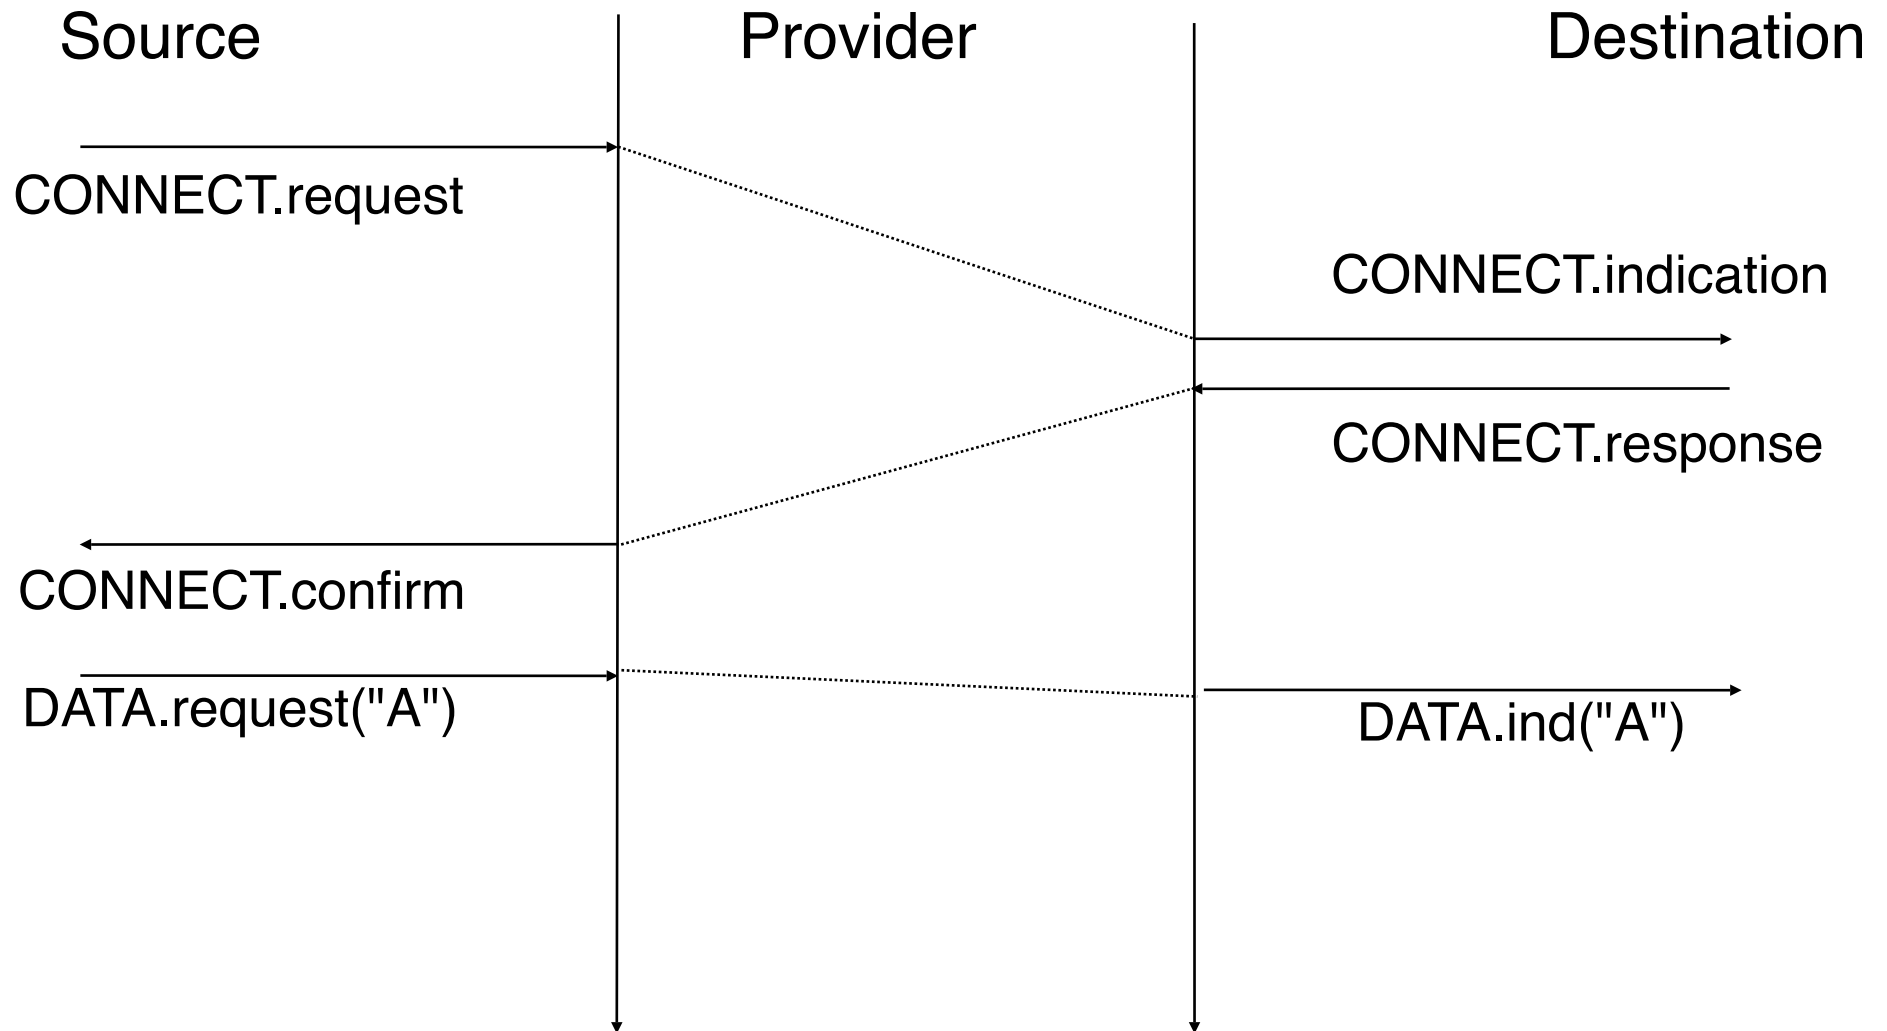 Source
Provider
Destination
CONNECT.request
CONNECT.indication
CONNECT.response
CONNECT.confirm
DATA.request("A")
DATA.ind("A")